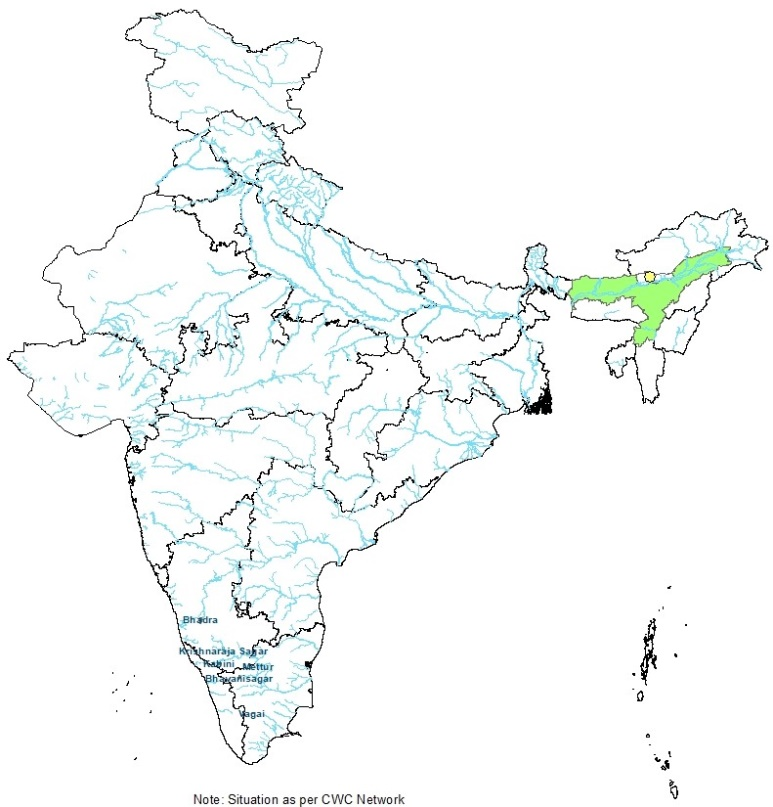 Bhadra
Krishnaraja Sagar
Kabini
Mettur
Bhavanisagar
Vagai
Note: Situation as per CWC Network